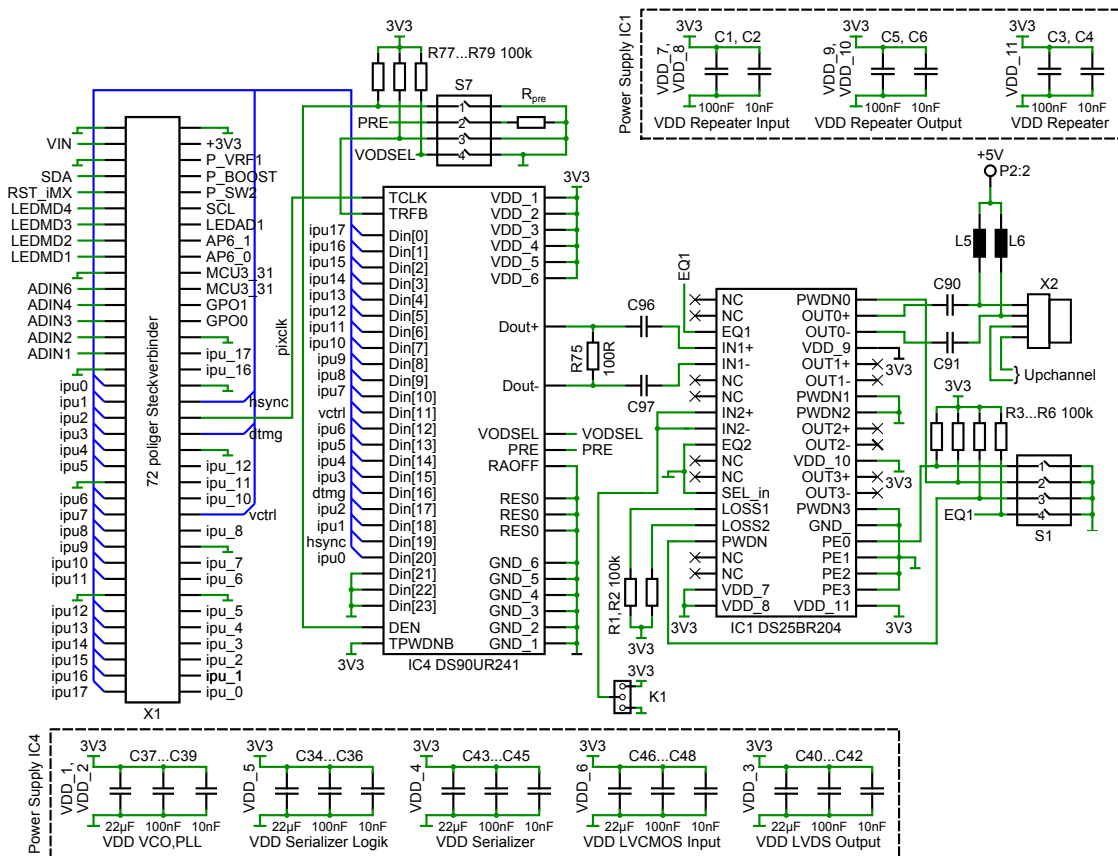 Power Supply IC1
3V3
VDD_7,
VDD_8
C1, C2
100nF
10nF
VDD Repeater Input
3V3
VDD_9,
VDD_10
C5, C6
100nF
10nF
VDD Repeater Output
3V3
VDD_11
C3, C4
100nF
10nF
VDD Repeater
3V3
R77...R79 100k
S7
Rpre
1
PRE
2
3
VODSEL
4
VIN
SDA
RST_iMX
LEDMD4
LEDMD3
LEDMD2
LEDMD1
ADIN6
ADIN4
ADIN3
ADIN2
ADIN1
ipu0
ipu1
ipu2
ipu3
ipu4
ipu5
ipu6
ipu7
ipu8
ipu9
ipu10
ipu11
ipu12
ipu13
ipu14
ipu15
ipu16
ipu17
72 poliger Steckverbinder
X1
+3V3
P_VRF1
P_BOOST
P_SW2
SCL
LEDAD1
AP6_1
AP6_0
MCU3_31
MCU3_31
GPO1
GPO0
ipu_17
ipu_16
hsync
dtmg
ipu_12
ipu_11
ipu_10
vctrl
ipu_8
ipu_7
ipu_6
ipu_5
ipu_4
ipu_3
ipu_2
ipu_1
ipu_0
pixclk
ipu17
ipu16
ipu15
ipu14
ipu13
ipu12
ipu11
ipu10
ipu9
ipu8
ipu7
vctrl
ipu6
ipu5
ipu4
ipu3
dtmg
ipu2
ipu1
hsync
ipu0
3V3
TCLK
TRFB
Din[0]
Din[1]
Din[2]
Din[3]
Din[4]
Din[5]
Din[6]
Din[7]
Din[8]
Din[9]
Din[10]
Din[11]
Din[12]
Din[13]
Din[14]
Din[15]
Din[16]
Din[17]
Din[18]
Din[19]
Din[20]
Din[21]
Din[22]
Din[23]
DEN
TPWDNB
3V3
VDD_1
VDD_2
VDD_3
VDD_4
VDD_5
VDD_6
Dout+
Dout-
VODSEL
PRE
RAOFF
RES0
RES0
RES0
GND_6
GND_5
GND_4
GND_3
GND_2
GND_1
IC4 DS90UR241
VODSEL
PRE
R75
100R
C96
C97
EQ1
NC
NC
EQ1
IN1+
IN1-
NC
NC
IN2+
IN2-
EQ2
NC
NC
SEL_in
LOSS1
LOSS2
PWDN
NC
NC
VDD_7
VDD_8
PWDN0
OUT0+
OUT0-
VDD_9
OUT1+
OUT1-
PWDN1
PWDN2
OUT2+
OUT2-
VDD_10
OUT3+
OUT3-
PWDN3
GND_
PE0
PE1
PE2
PE3
VDD_11
IC1 DS25BR204
R1, R2 100k
3V3
3V3
3V3
K1
3V3
3V3
3V3
+5V
P2:2
L5
L6
C90
C91
X2
} Upchannel
3V3
R3...R6 100k
1
2
3
EQ1
4
S1
Power Supply IC4
3V3
VDD_1,
VDD_2
C37...C39
22µF
100nF
10nF
VDD VCO,PLL
3V3
VDD_5
C34...C36
22µF
100nF
10nF
VDD Serializer Logik
3V3
VDD_4
C43...C45
22µF
100nF
10nF
VDD Serializer
3V3
VDD_6
C46...C48
22µF
100nF
10nF
VDD LVCMOS Input
3V3
VDD_3
C40...C42
22µF
100nF
10nF
VDD LVDS Output